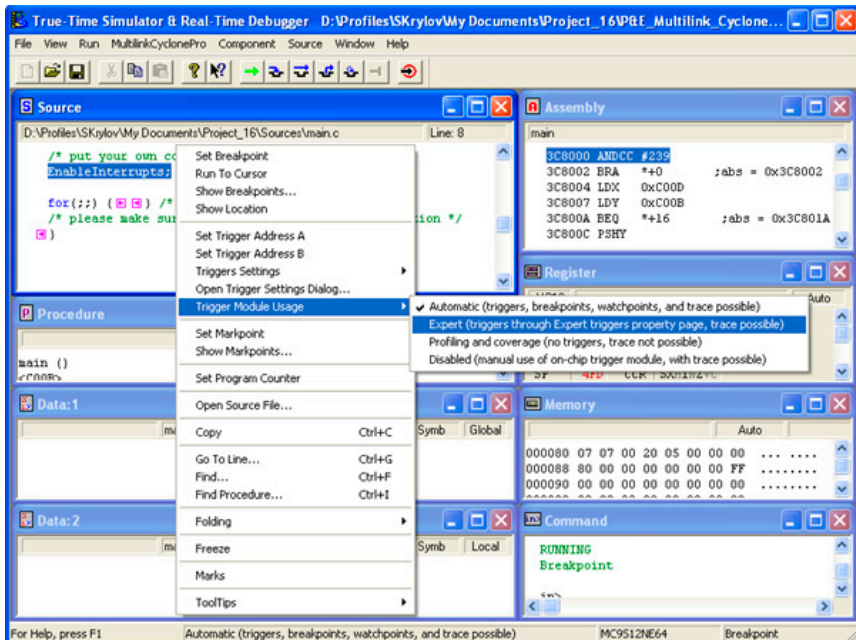 True-Time Simulator & Real-Time Debugger D:\Profiles\SKrylov\My Documents\Project_16\P&E_Multilink_Cyclone...
File View Run MultilinkCyclonePro Component Source Window Help
Source
D:\Profiles\SKrylov\My Documents\Project_16\Sources\main.c Line: 8
/* put your own co
EnableInterrupts;
for(;;) { } /*
/* please make sur
tion */
}
Set Breakpoint
Run To Cursor
Show Breakpoints...
Show Location
Set Trigger Address A
Set Trigger Address B
Triggers Settings
Open Trigger Settings Dialog...
Trigger Module Usage
Set Markpoint
Show Markpoints...
Set Program Counter
Open Source File...
Copy Ctrl+C
Go To Line... Ctrl+G
Find... Ctrl+F
Find Procedure... Ctrl+I
Folding
Freeze
Marks
ToolTips
Automatic (triggers, breakpoints, watchpoints, and trace possible)
Expert (triggers through Expert triggers property page, trace possible)
Profiling and coverage (no triggers, trace not possible)
Disabled (manual use of on-chip trigger module, with trace possible)
Assembly
main
3C8000 ANDCC #239
3C8002 BRA *+0 ;abs = 0x3C8002
3C8004 LDX 0xC00D
3C8007 LDY 0xC00B
3C800A BEQ *+16 ;abs = 0x3C801A
3C800C PSHY
Register
Auto
SP 4FD CCR
Procedure
main ()
Data:1
Symb Global
Memory
Auto
000080 07 07 00 20 05 00 00 00 ... ....
000088 80 00 00 00 00 00 00 FF ........
000090 00 00 00 00 00 00 00 00 ........
Data:2
Symb Local
Command
RUNNING
Breakpoint
in>
For Help, press F1 Automatic (triggers, breakpoints, watchpoints, and trace possible) MC9S12NE64 Breakpoint